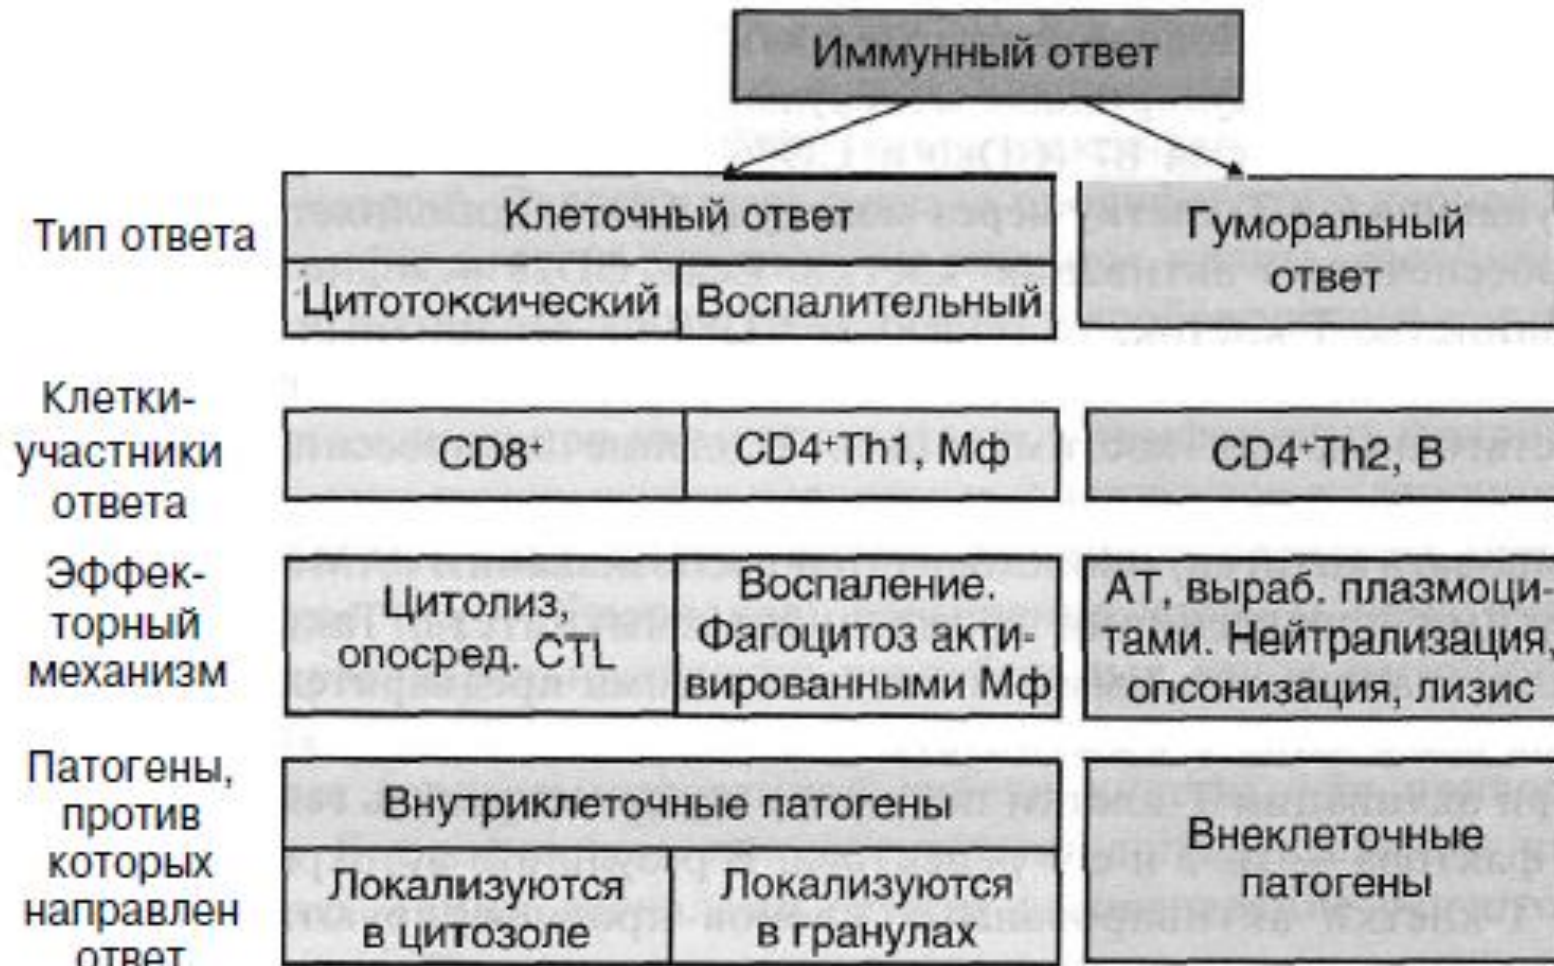 Иммунный ответ
Тип ответа
Клеточный ответ
Цитотоксический
Воспалительный
Гуморальный
ответ
Клетки-
участники
ответа
CD8⁺
CD4⁺Th1, Мф
CD4⁺Th2, В
Эффек-
торный
механизм
Цитолиз,
опосред. CTL
Воспаление.
Фагоцитоз акти-
вированными Мф
АТ, выраб. плазмоци-
тами. Нейтрализация,
опсонизация, лизис
Патогены,
против
которых
направлен
ответ
Внутриклеточные патогены
Локализуются
в цитозоле
Локализуются
в гранулах
Внеклеточные
патогены